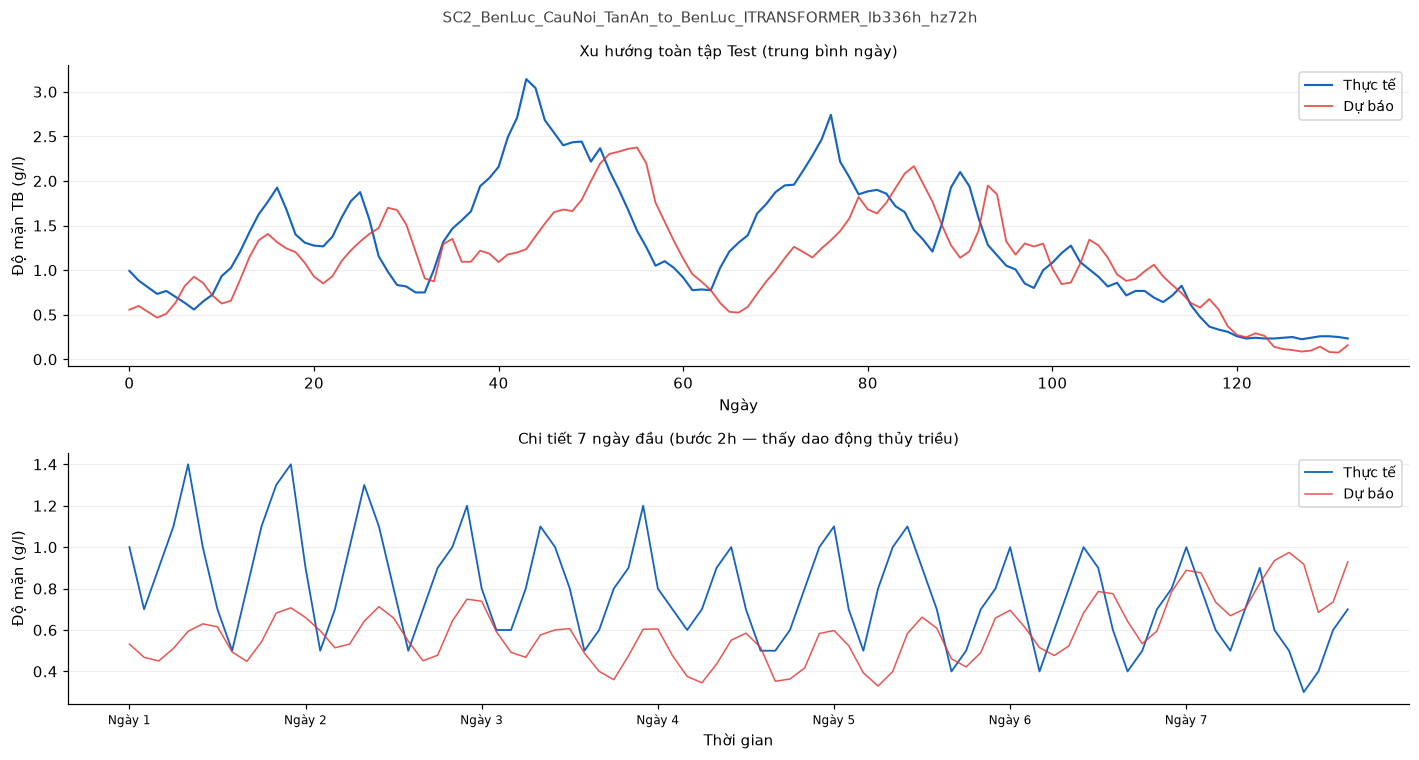 SC2_BenLuc_CauNoi_TanAn_to_BenLuc_ITRANSFORMER_lb336h_hz72h
Xu hướng toàn tập Test (trung bình ngày)
Độ mặn TB (g/l)
3.0
2.5
2.0
1.5
1.0
0.5
0.0
Thực tế
Dự báo
0 20 40 60 80 100 120
Ngày
Chi tiết 7 ngày đầu (bước 2h — thấy dao động thủy triều)
Độ mặn (g/l)
1.4
1.2
1.0
0.8
0.6
0.4
Thực tế
Dự báo
Ngày 1 Ngày 2 Ngày 3 Ngày 4 Ngày 5 Ngày 6 Ngày 7
Thời gian